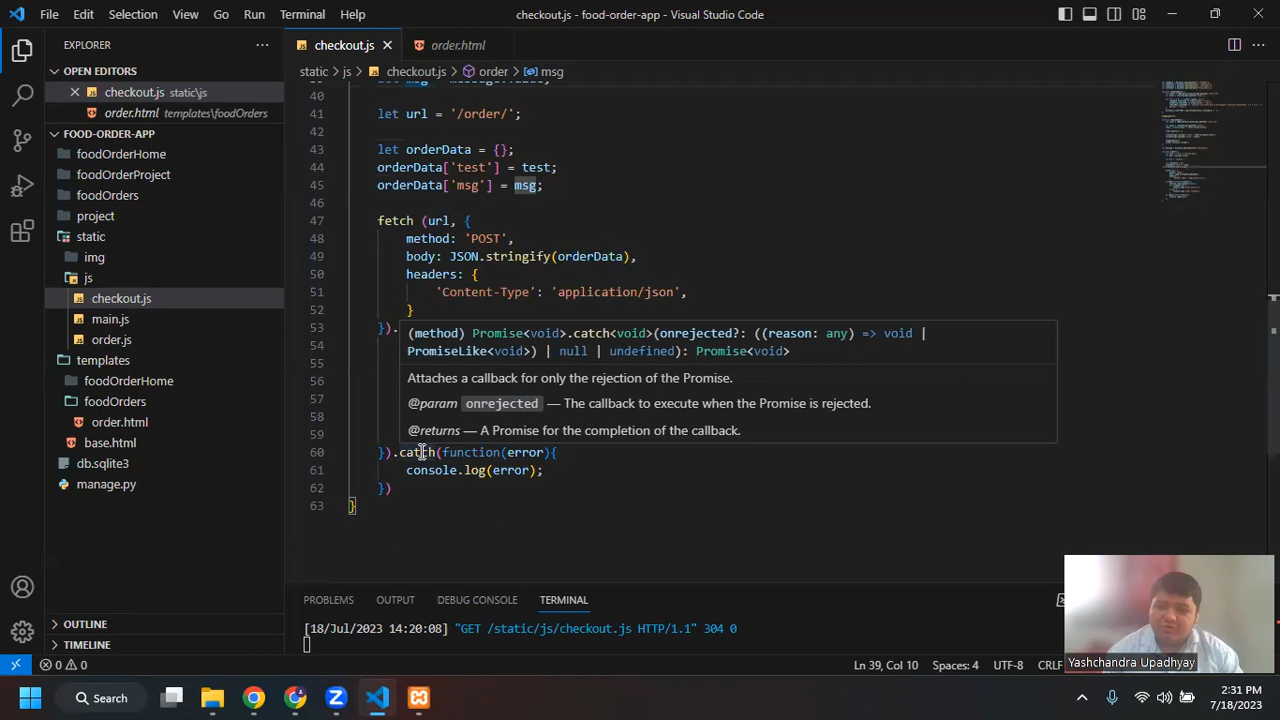 File Edit Selection View Go Run Terminal Help
checkout.js - food-order-app - Visual Studio Code
EXPLORER
OPEN EDITORS
checkout.js static\js
order.html templates\foodOrders
FOOD-ORDER-APP
foodOrderHome
foodOrderProject
foodOrders
project
static
img
js
checkout.js
main.js
order.js
templates
foodOrderHome
foodOrders
order.html
base.html
db.sqlite3
manage.py
OUTLINE
TIMELINE
checkout.js
order.html
static > js > checkout.js > order > msg
40
41 let url = '/order/';
42
43 let orderData = {};
44 orderData['test'] = test;
45 orderData['msg'] = msg;
46
47 fetch (url, {
48 method: 'POST',
49 body: JSON.stringify(orderData),
50 headers: {
51 'Content-Type': 'application/json',
52 }
53 }).
(method) Promise<void>.catch<void>(onrejected?: ((reason: any) => void |
54
PromiseLike<void>) | null | undefined): Promise<void>
55
56 Attaches a callback for only the rejection of the Promise.
57 @param onrejected — The callback to execute when the Promise is rejected.
58
59 @returns — A Promise for the completion of the callback.
60 }).catch(function(error){
61 console.log(error);
62 })
63 }
PROBLEMS OUTPUT DEBUG CONSOLE TERMINAL
[18/Jul/2023 14:20:08] "GET /static/js/checkout.js HTTP/1.1" 304 0
Yashchandra Upadhyay
0 0
Ln 39, Col 10 Spaces: 4 UTF-8 CRLF
Search
2:31 PM
7/18/2023